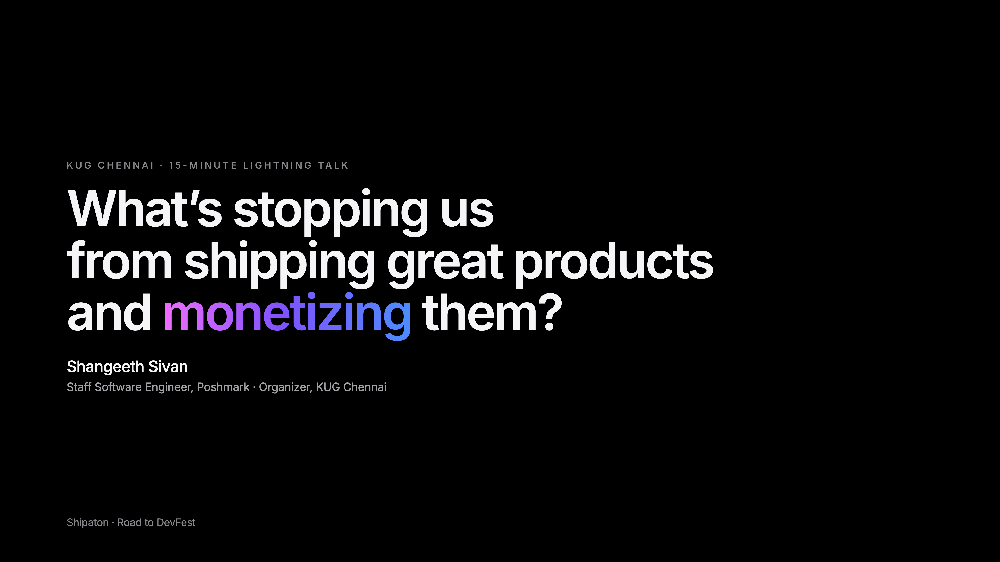 KUG CHENNAI · 15-MINUTE LIGHTNING TALK
What’s stopping us
from shipping great products
and monetizing them?
Shangeeth Sivan
Staff Software Engineer, Poshmark · Organizer, KUG Chennai
Shipaton · Road to DevFest